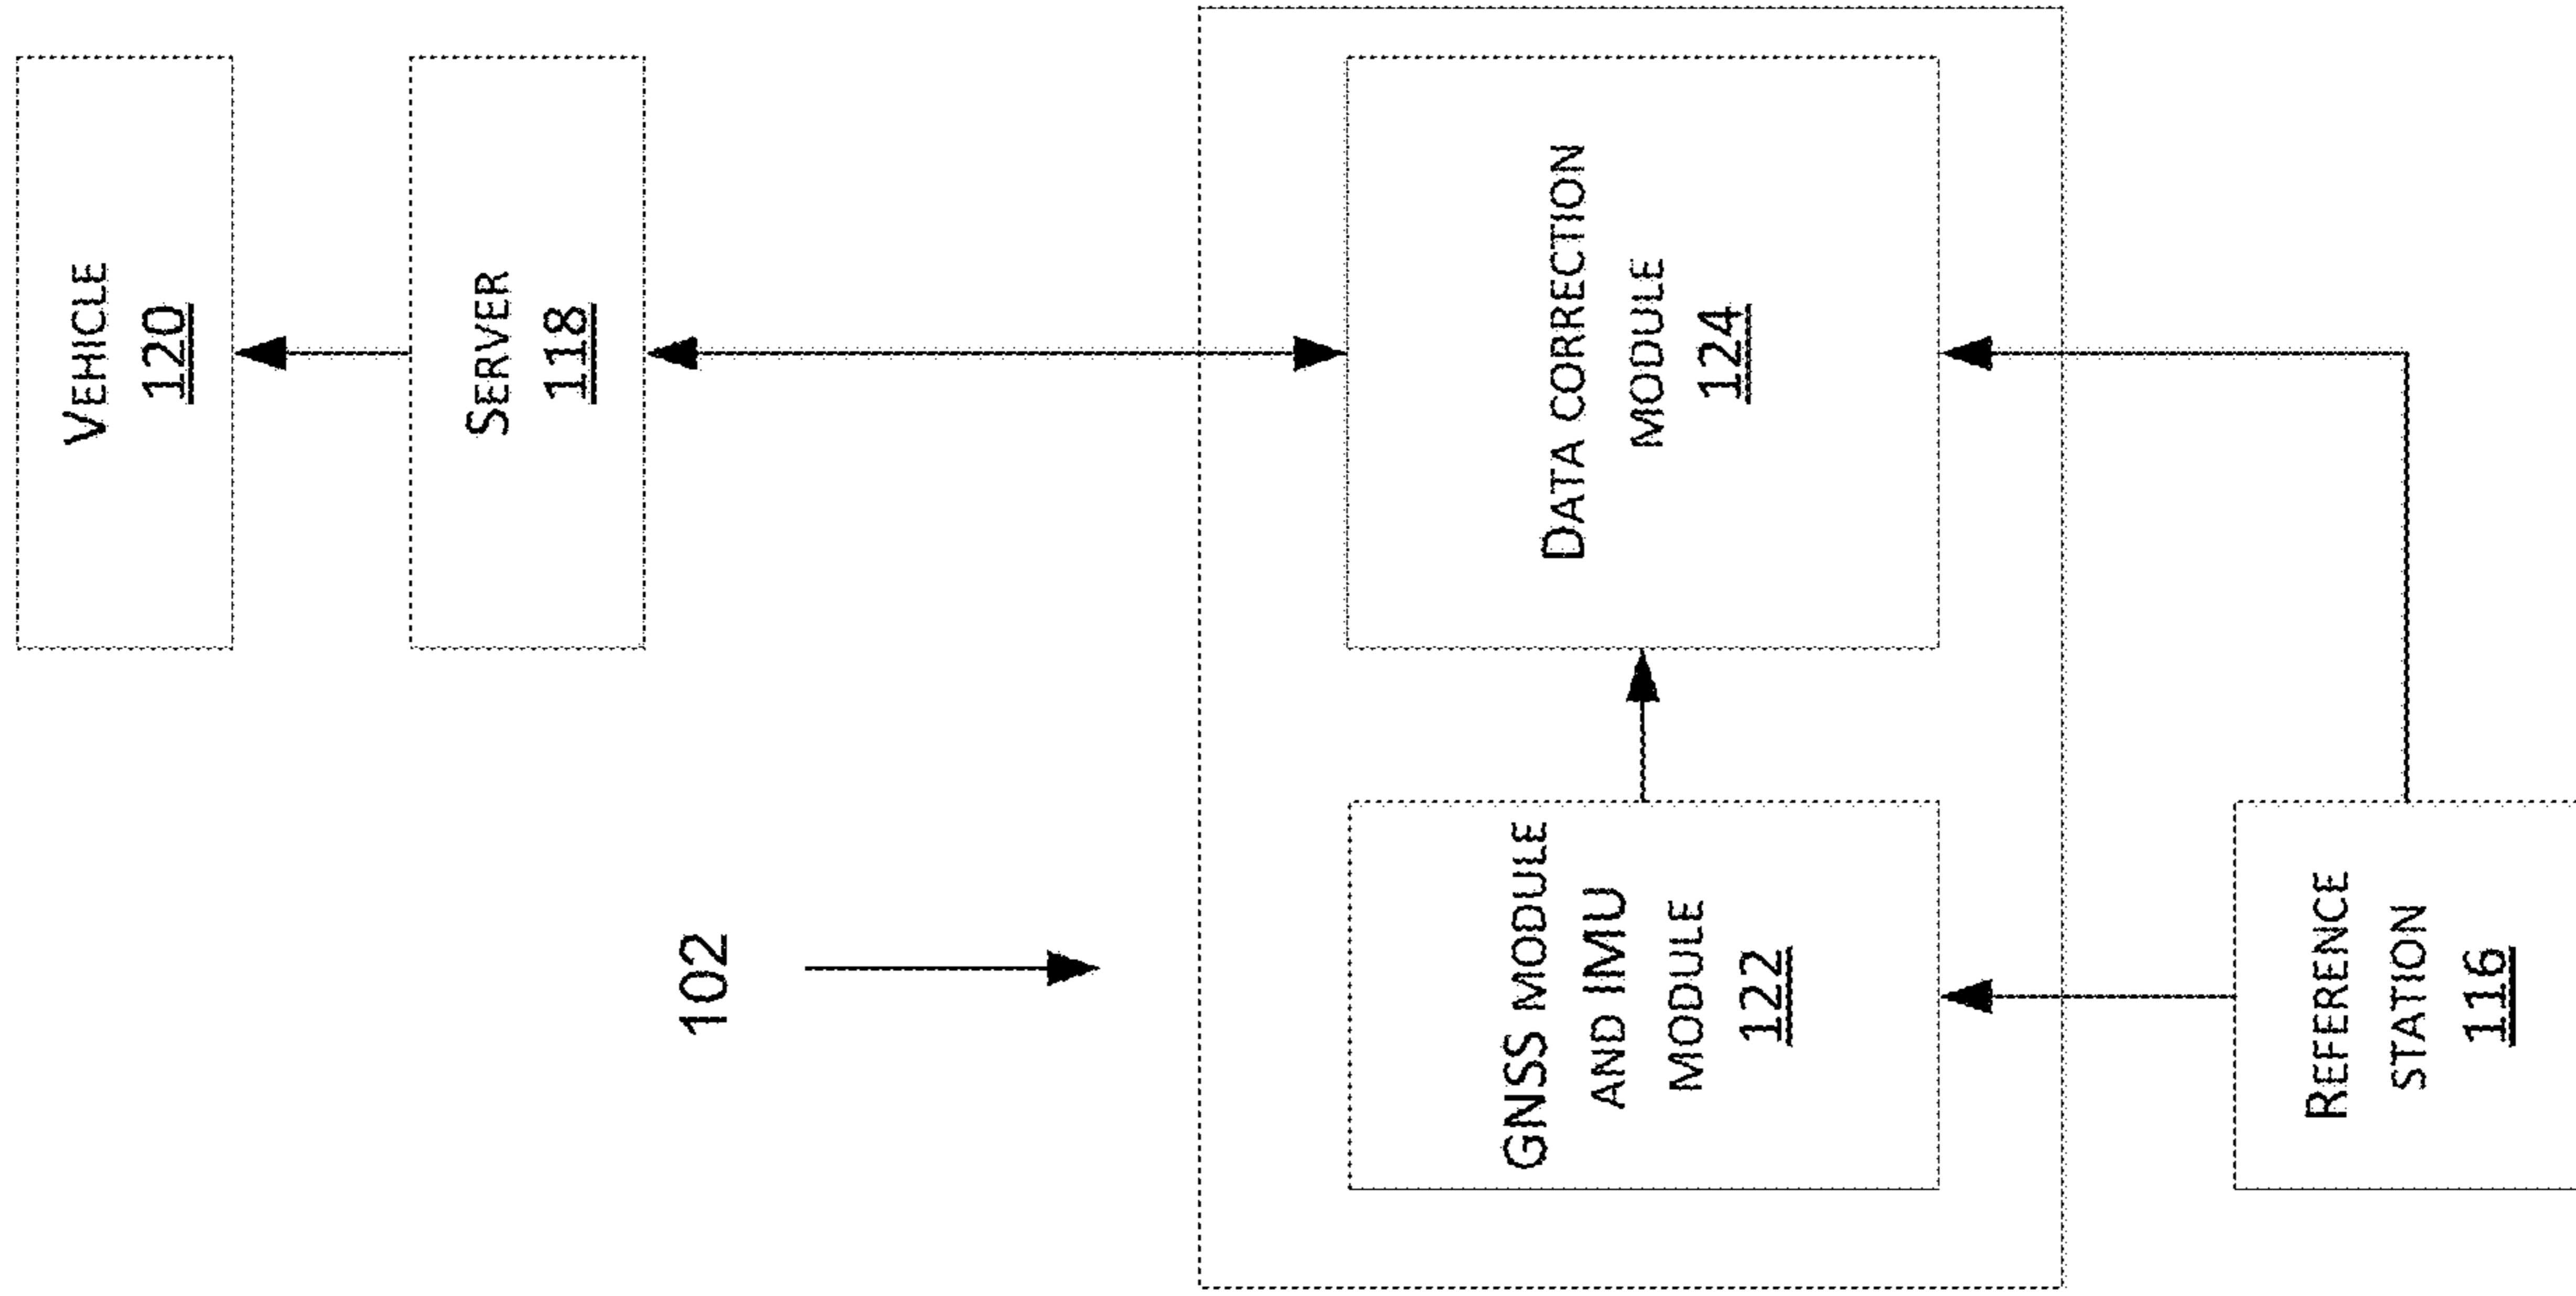 VEHICLE
120
SERVER
118
102
DATA CORRECTION
MODULE
124
GNSS MODULE
AND IMU
MODULE
122
REFERENCE
STATION
116